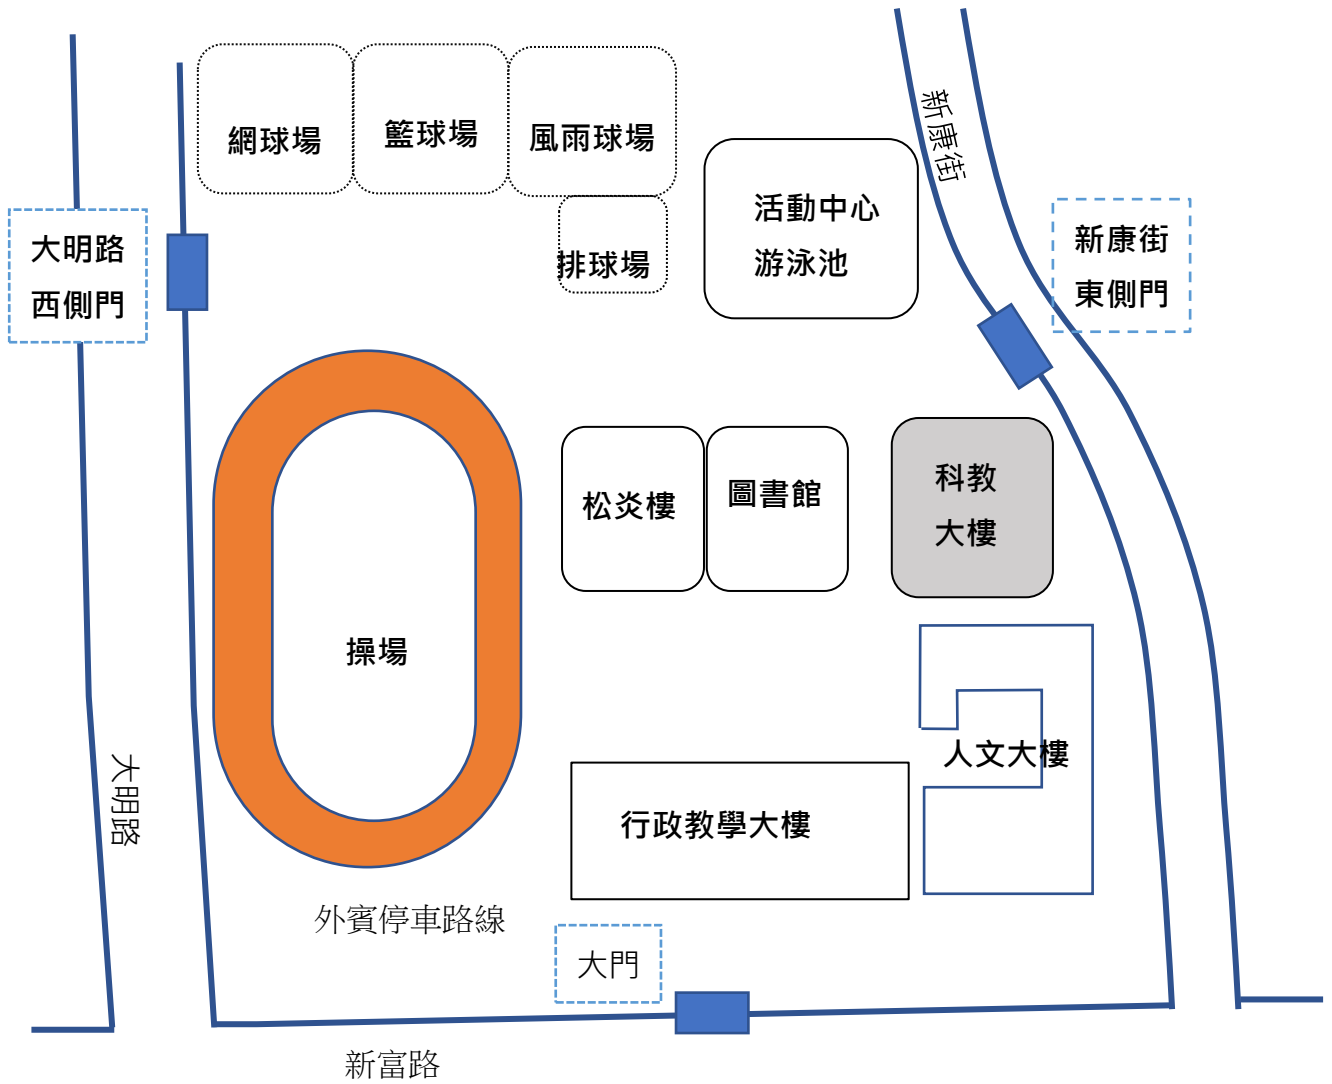 新康街
網球場
籃球場
風雨球場
活動中心
游泳池
大明路
西側門
排球場
新康街
東側門
松炎樓
圖書館
科教
大樓
操場
人文大樓
大明路
行政教學大樓
外賓停車路線
大門
新富路